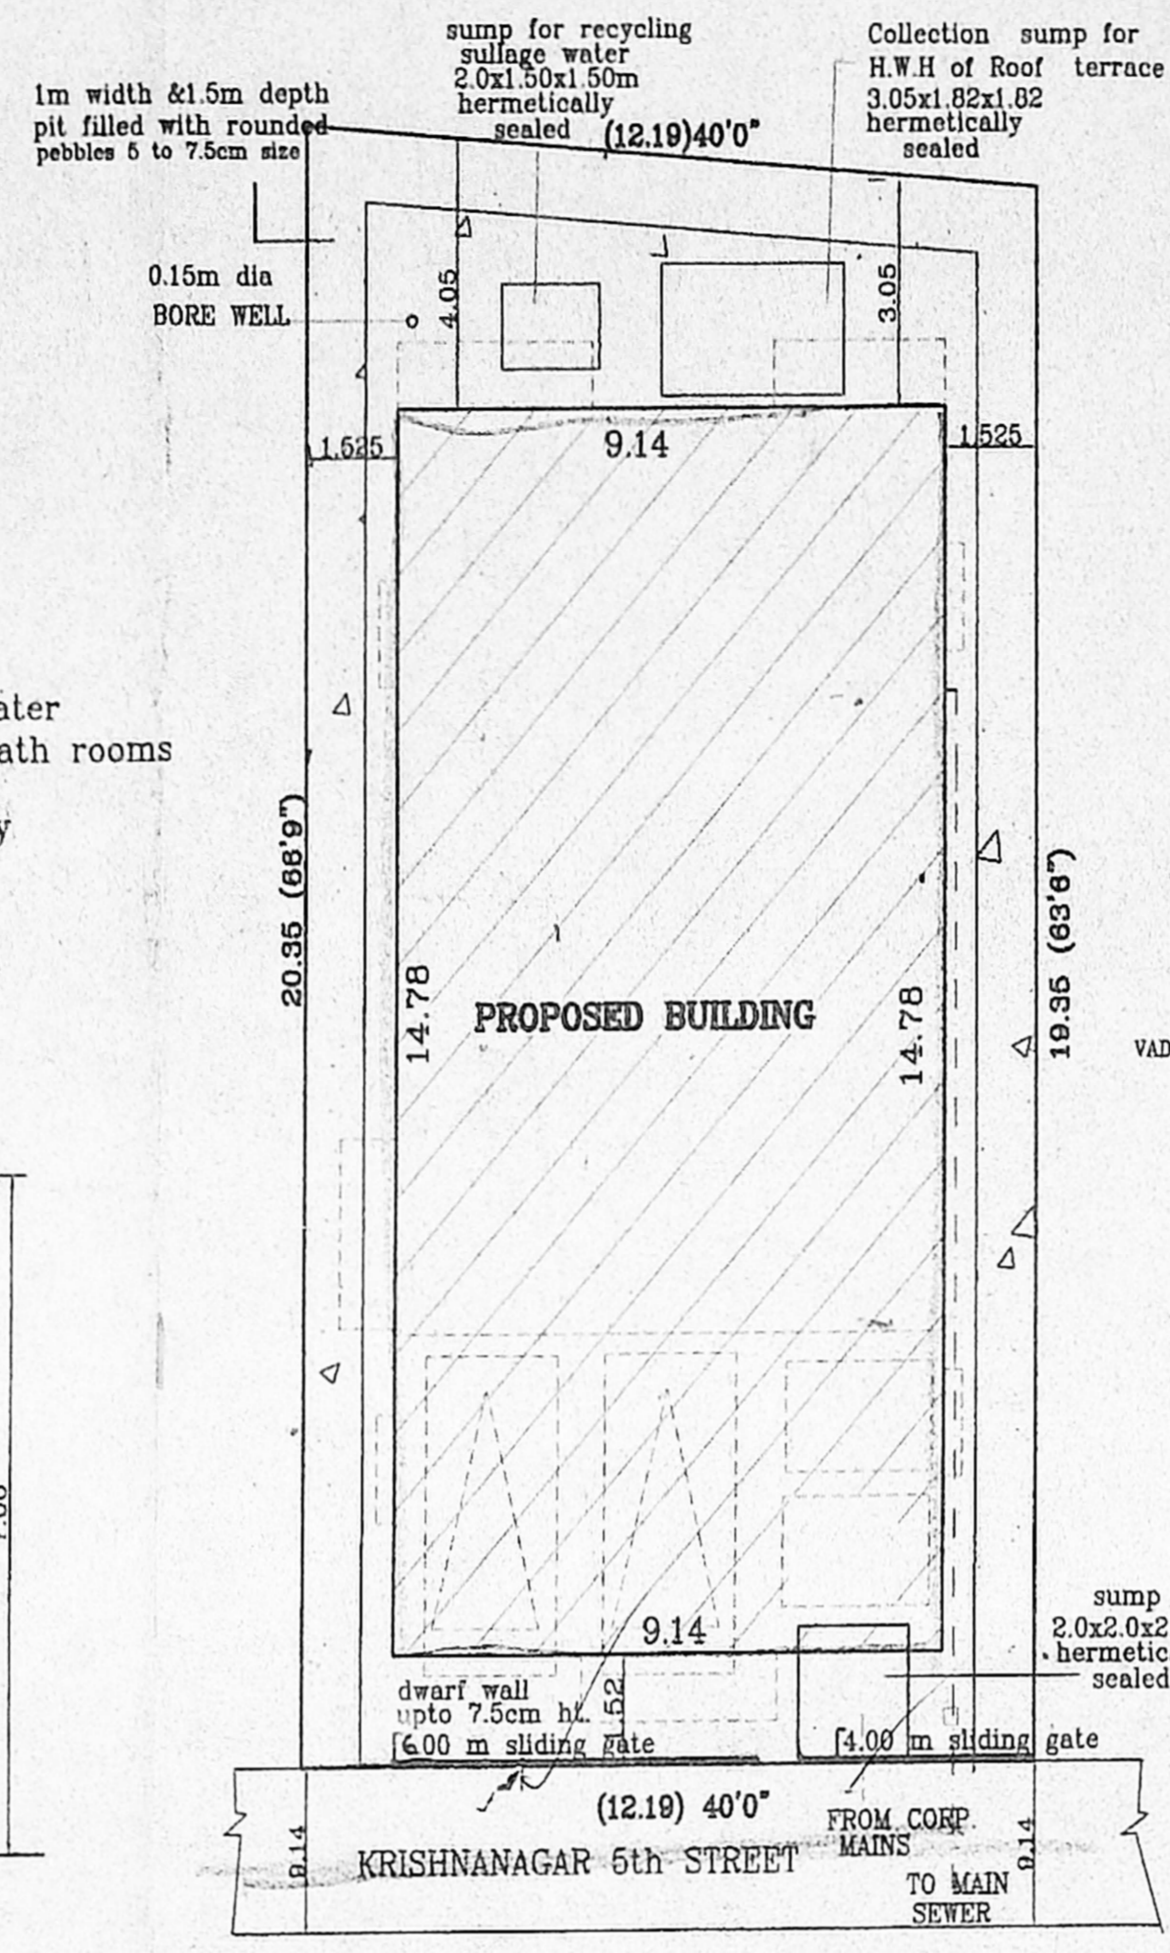 sump for recycling
sullage water
2.0x1.50x1.50m
hermetically
sealed
Collection sump for
H.W.H of Roof terrace
3.05x1.82x1.82
hermetically
sealed
1m width &1.5m depth
pit filled with rounded
pebbles 5 to 7.5cm size
(12.19)40'0"
0.15m dia
BORE WELL
4.05
3.05
1.525
9.14
1.525
ater
ath rooms
y
20.35 (66'9")
14.78
PROPOSED BUILDING
14.78
19.35 (63'6")
VAD
9.14
sump
2.0x2.0x2
hermetic
sealed
dwarf wall
upto 7.5cm ht.
1.52
6.00 m sliding gate
4.00 m sliding gate
(12.19) 40'0"
FROM CORP.
MAINS
9.14
KRISHNANAGAR 5th STREET
9.14
TO MAIN
SEWER